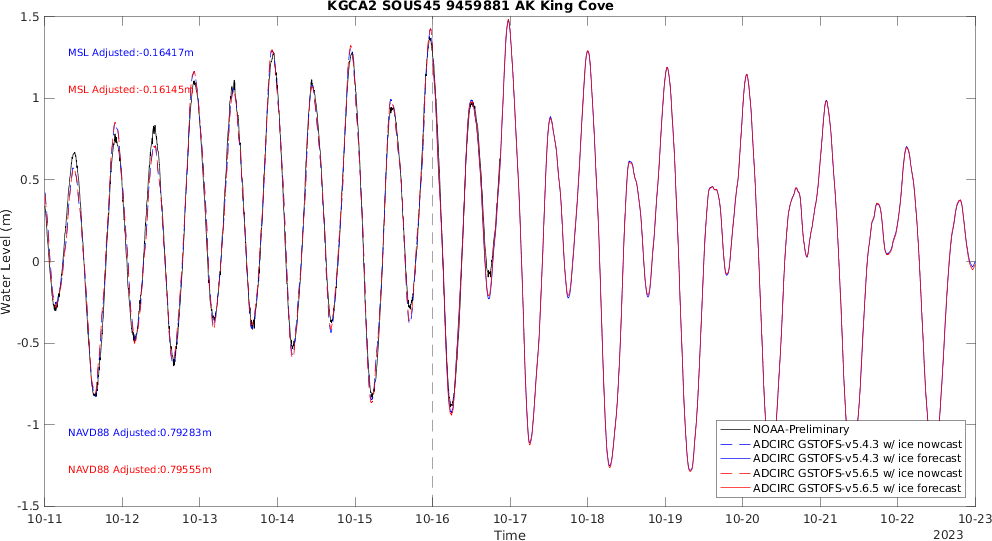 KGCA2 SOUS45 9459881 AK King Cove
1.5
1
0.5
0
-0.5
-1
-1.5
Water Level (m)
MSL Adjusted:-0.16417m
MSL Adjusted:-0.16145m
NAVD88 Adjusted:0.79283m
NAVD88 Adjusted:0.79555m
NOAA-Preliminary
ADCIRC GSTOFS-v5.4.3 w/ ice nowcast
ADCIRC GSTOFS-v5.4.3 w/ ice forecast
ADCIRC GSTOFS-v5.6.5 w/ ice nowcast
ADCIRC GSTOFS-v5.6.5 w/ ice forecast
10-11 10-12 10-13 10-14 10-15 10-16 10-17 10-18 10-19 10-20 10-21 10-22 10-23
Time
2023